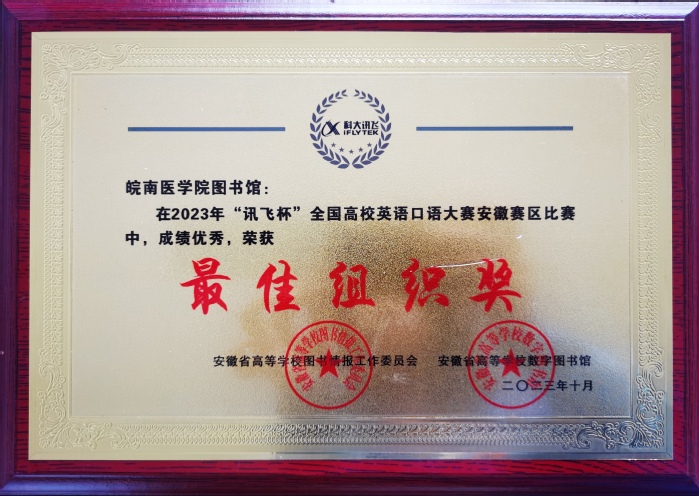 科大讯飞
iFLYTEK
皖南医学院图书馆：
在2023年“讯飞杯”全国高校英语口语大赛安徽赛区比赛
中，成绩优秀，荣获
最佳组织奖
安徽省高等学校图书情报工作委员会 安徽省高等学校数字图书馆
二〇二三年十月